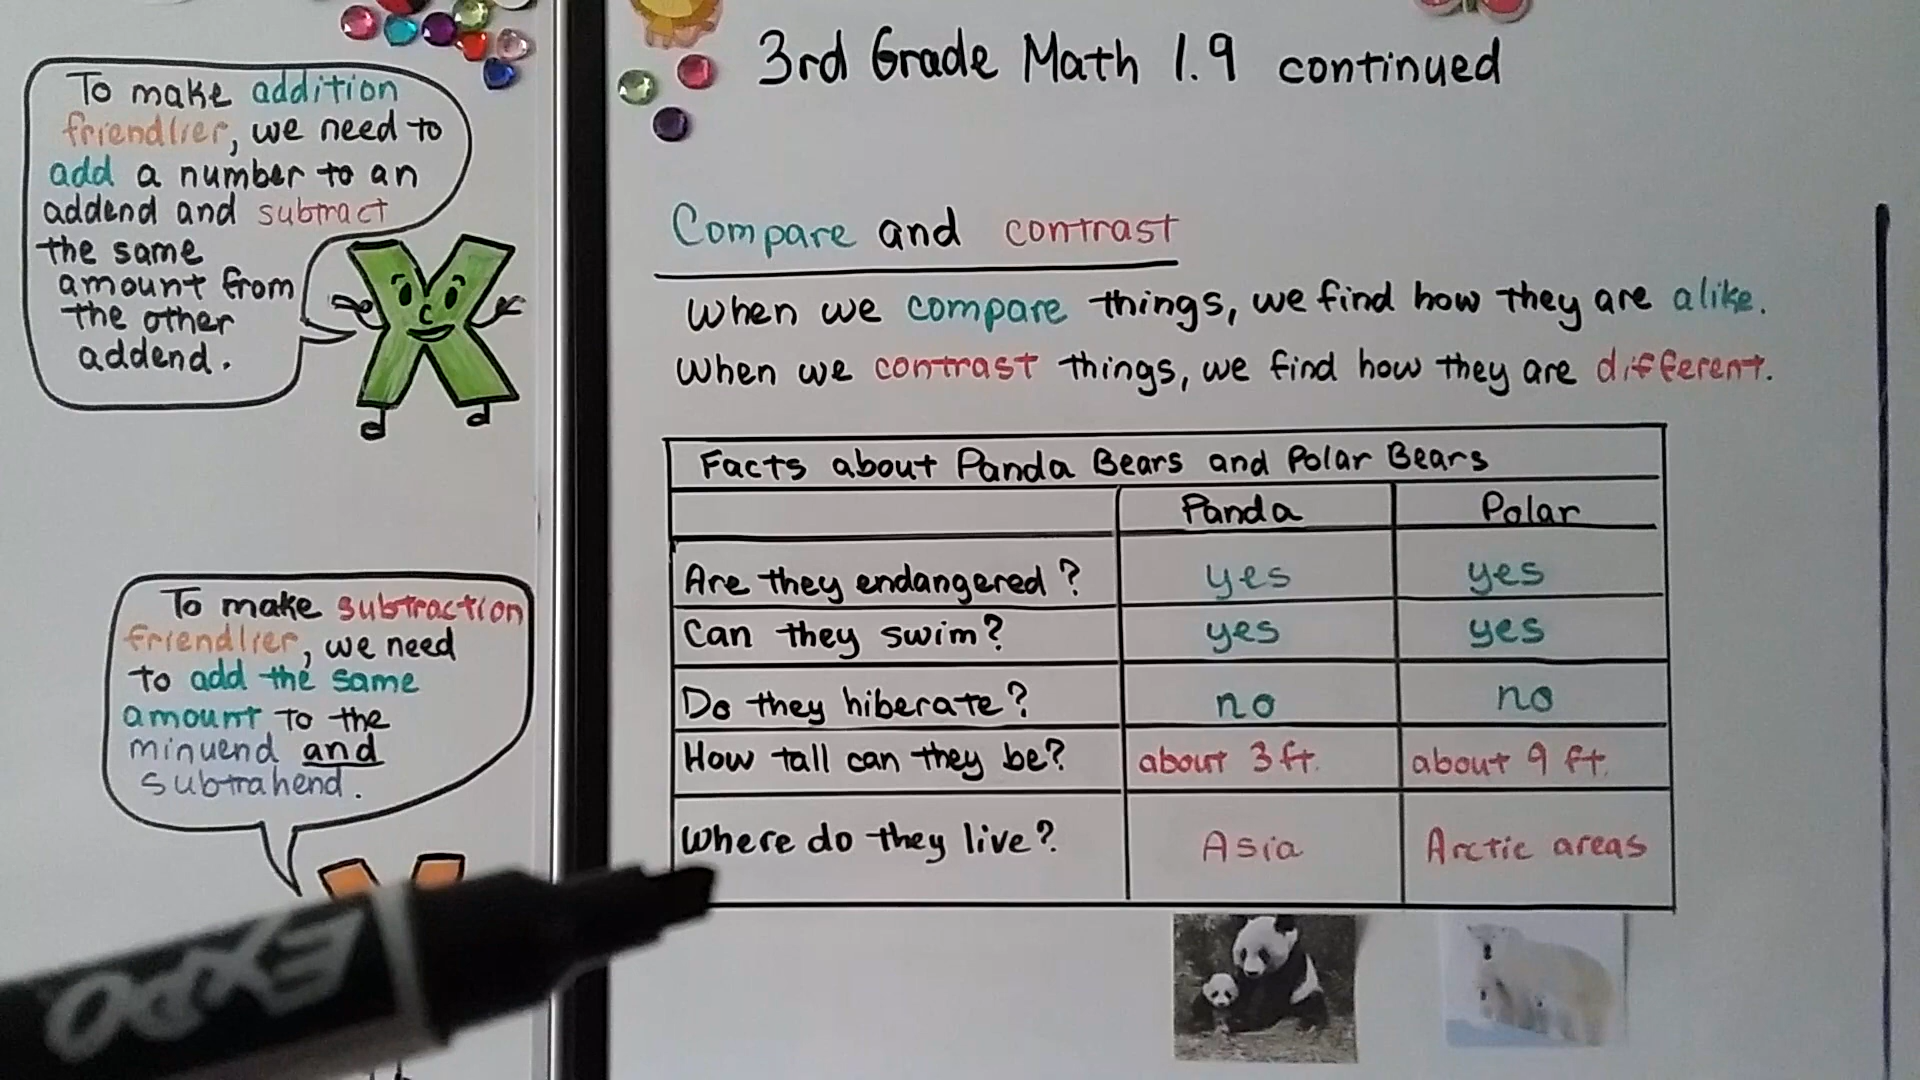 To make addition
friendlier, we need to
add a number to an
addend and subtract
the same
amount from
the other
addend.
To make subtraction
friendlier, we need
to add the same
amount to the
minuend and
subtrahend.
3rd Grade Math 1.9 continued
Compare and contrast
When we compare things, we find how they are alike.
When we contrast things, we find how they are different.
Facts about Panda Bears and Polar Bears
Panda Polar
Are they endangered? yes yes
Can they swim? yes yes
Do they hiberate? no no
How tall can they be? about 3 ft. about 9 ft.
Where do they live? Asia Arctic areas
EXPO